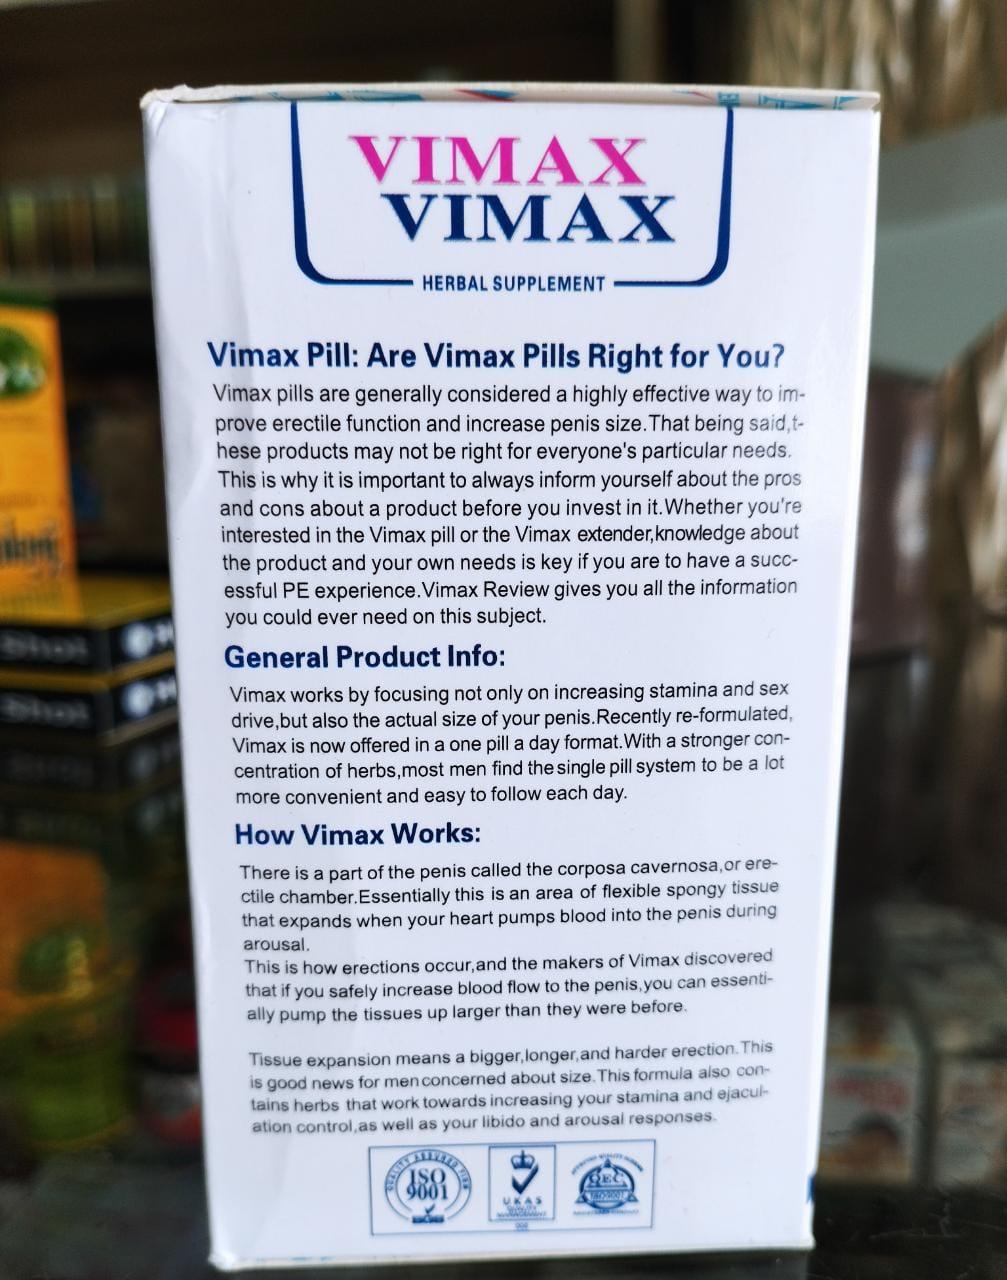 VIMAX
VIMAX
HERBAL SUPPLEMENT
Vimax Pill: Are Vimax Pills Right for You?
Vimax pills are generally considered a highly effective way to im-
prove erectile function and increase penis size.That being said,t-
hese products may not be right for everyone's particular needs.
This is why it is important to always inform yourself about the pros
and cons about a product before you invest in it.Whether you're
interested in the Vimax pill or the Vimax extender,knowledge about
the product and your own needs is key if you are to have a succ-
essful PE experience.Vimax Review gives you all the information
you could ever need on this subject.
General Product Info:
Vimax works by focusing not only on increasing stamina and sex
drive,but also the actual size of your penis.Recently re-formulated,
Vimax is now offered in a one pill a day format.With a stronger con-
centration of herbs,most men find the single pill system to be a lot
more convenient and easy to follow each day.
How Vimax Works:
There is a part of the penis called the corposa cavernosa,or ere-
ctile chamber.Essentially this is an area of flexible spongy tissue
that expands when your heart pumps blood into the penis during
arousal.
This is how erections occur,and the makers of Vimax discovered
that if you safely increase blood flow to the penis,you can essenti-
ally pump the tissues up larger than they were before.
Tissue expansion means a bigger,longer,and harder erection.This
is good news for men concerned about size.This formula also con-
tains herbs that work towards increasing your stamina and ejacul-
ation control,as well as your libido and arousal responses.
QUALITY ASSURED FIRM
ISO
9001
UKAS
QUALITY
MANAGEMENT
QEC
ISO9001
Shot
Shot